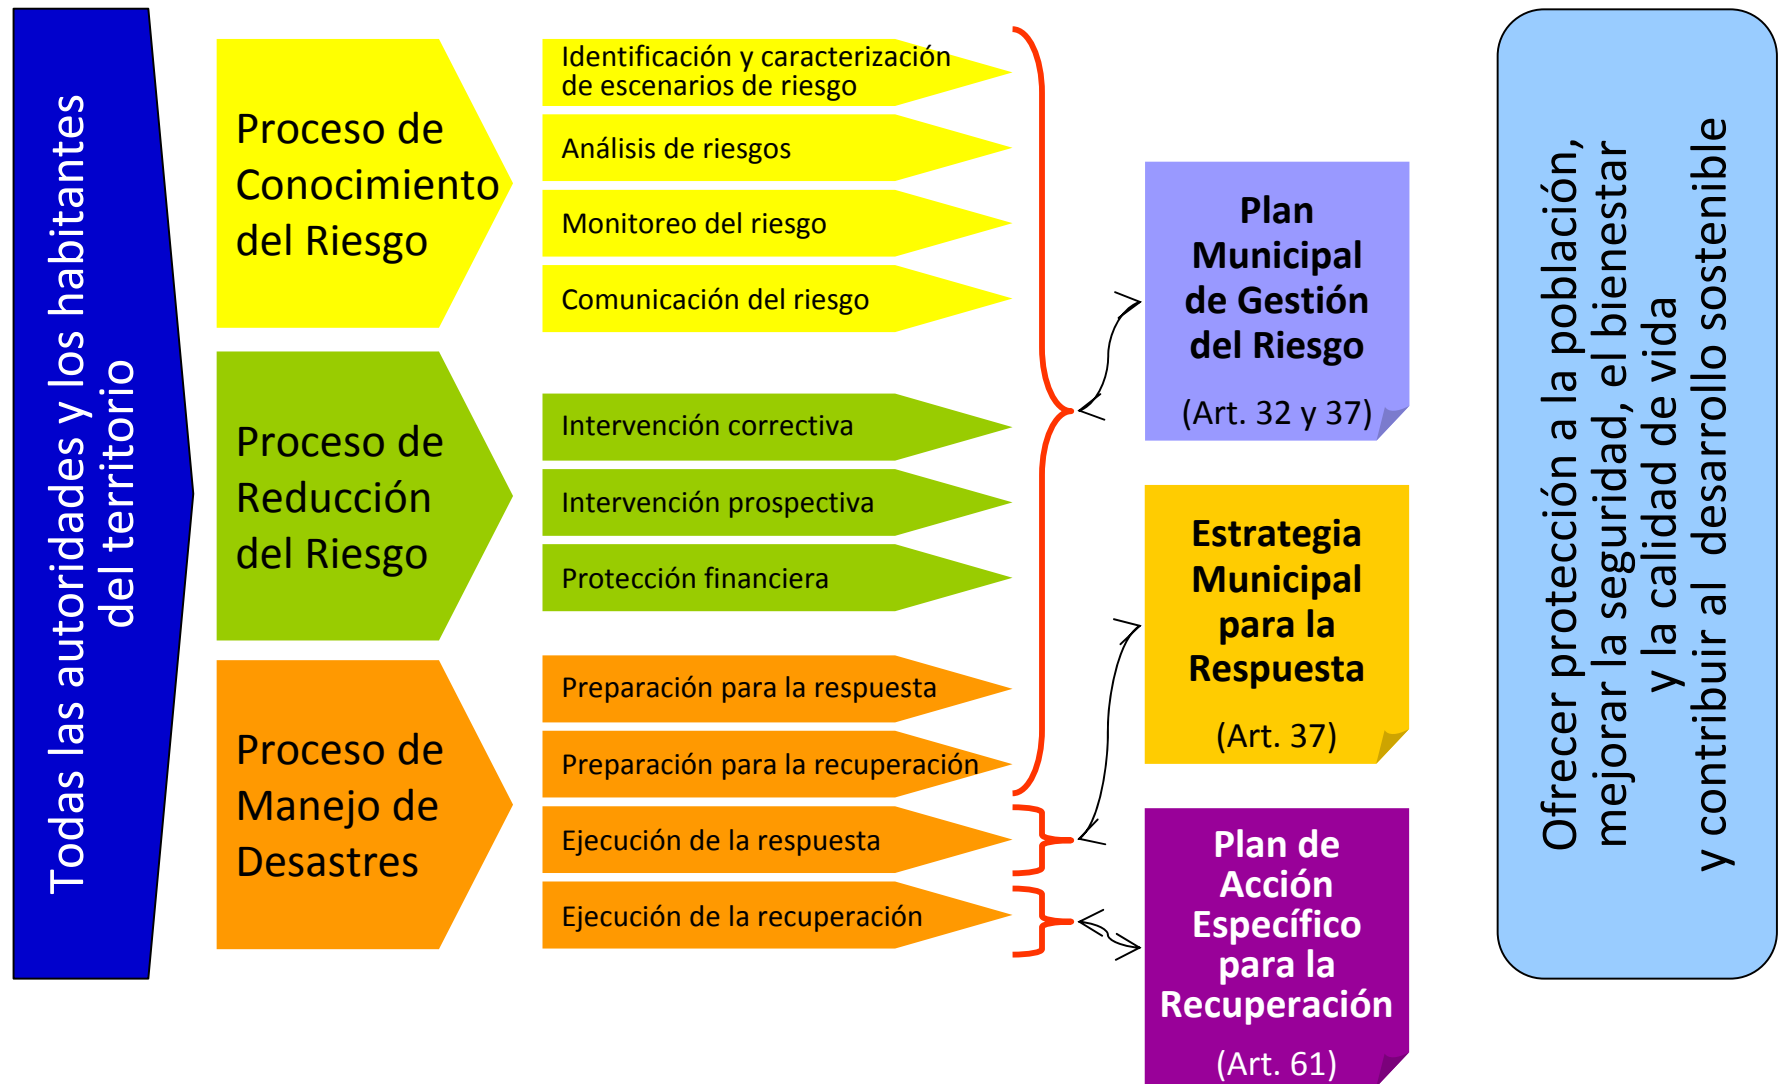 Todas las autoridades y los habitantes
del territorio
Proceso de
Conocimiento
del Riesgo
Identificación y caracterización
de escenarios de riesgo
Análisis de riesgos
Monitoreo del riesgo
Comunicación del riesgo
Proceso de
Reducción
del Riesgo
Intervención correctiva
Intervención prospectiva
Protección financiera
Proceso de
Manejo de
Desastres
Preparación para la respuesta
Preparación para la recuperación
Ejecución de la respuesta
Ejecución de la recuperación
Plan
Municipal
de Gestión
del Riesgo
(Art. 32 y 37)
Estrategia
Municipal
para la
Respuesta
(Art. 37)
Plan de
Acción
Específico
para la
Recuperación
(Art. 61)
Ofrecer protección a la población,
mejorar la seguridad, el bienestar
y la calidad de vida
y contribuir al desarrollo sostenible